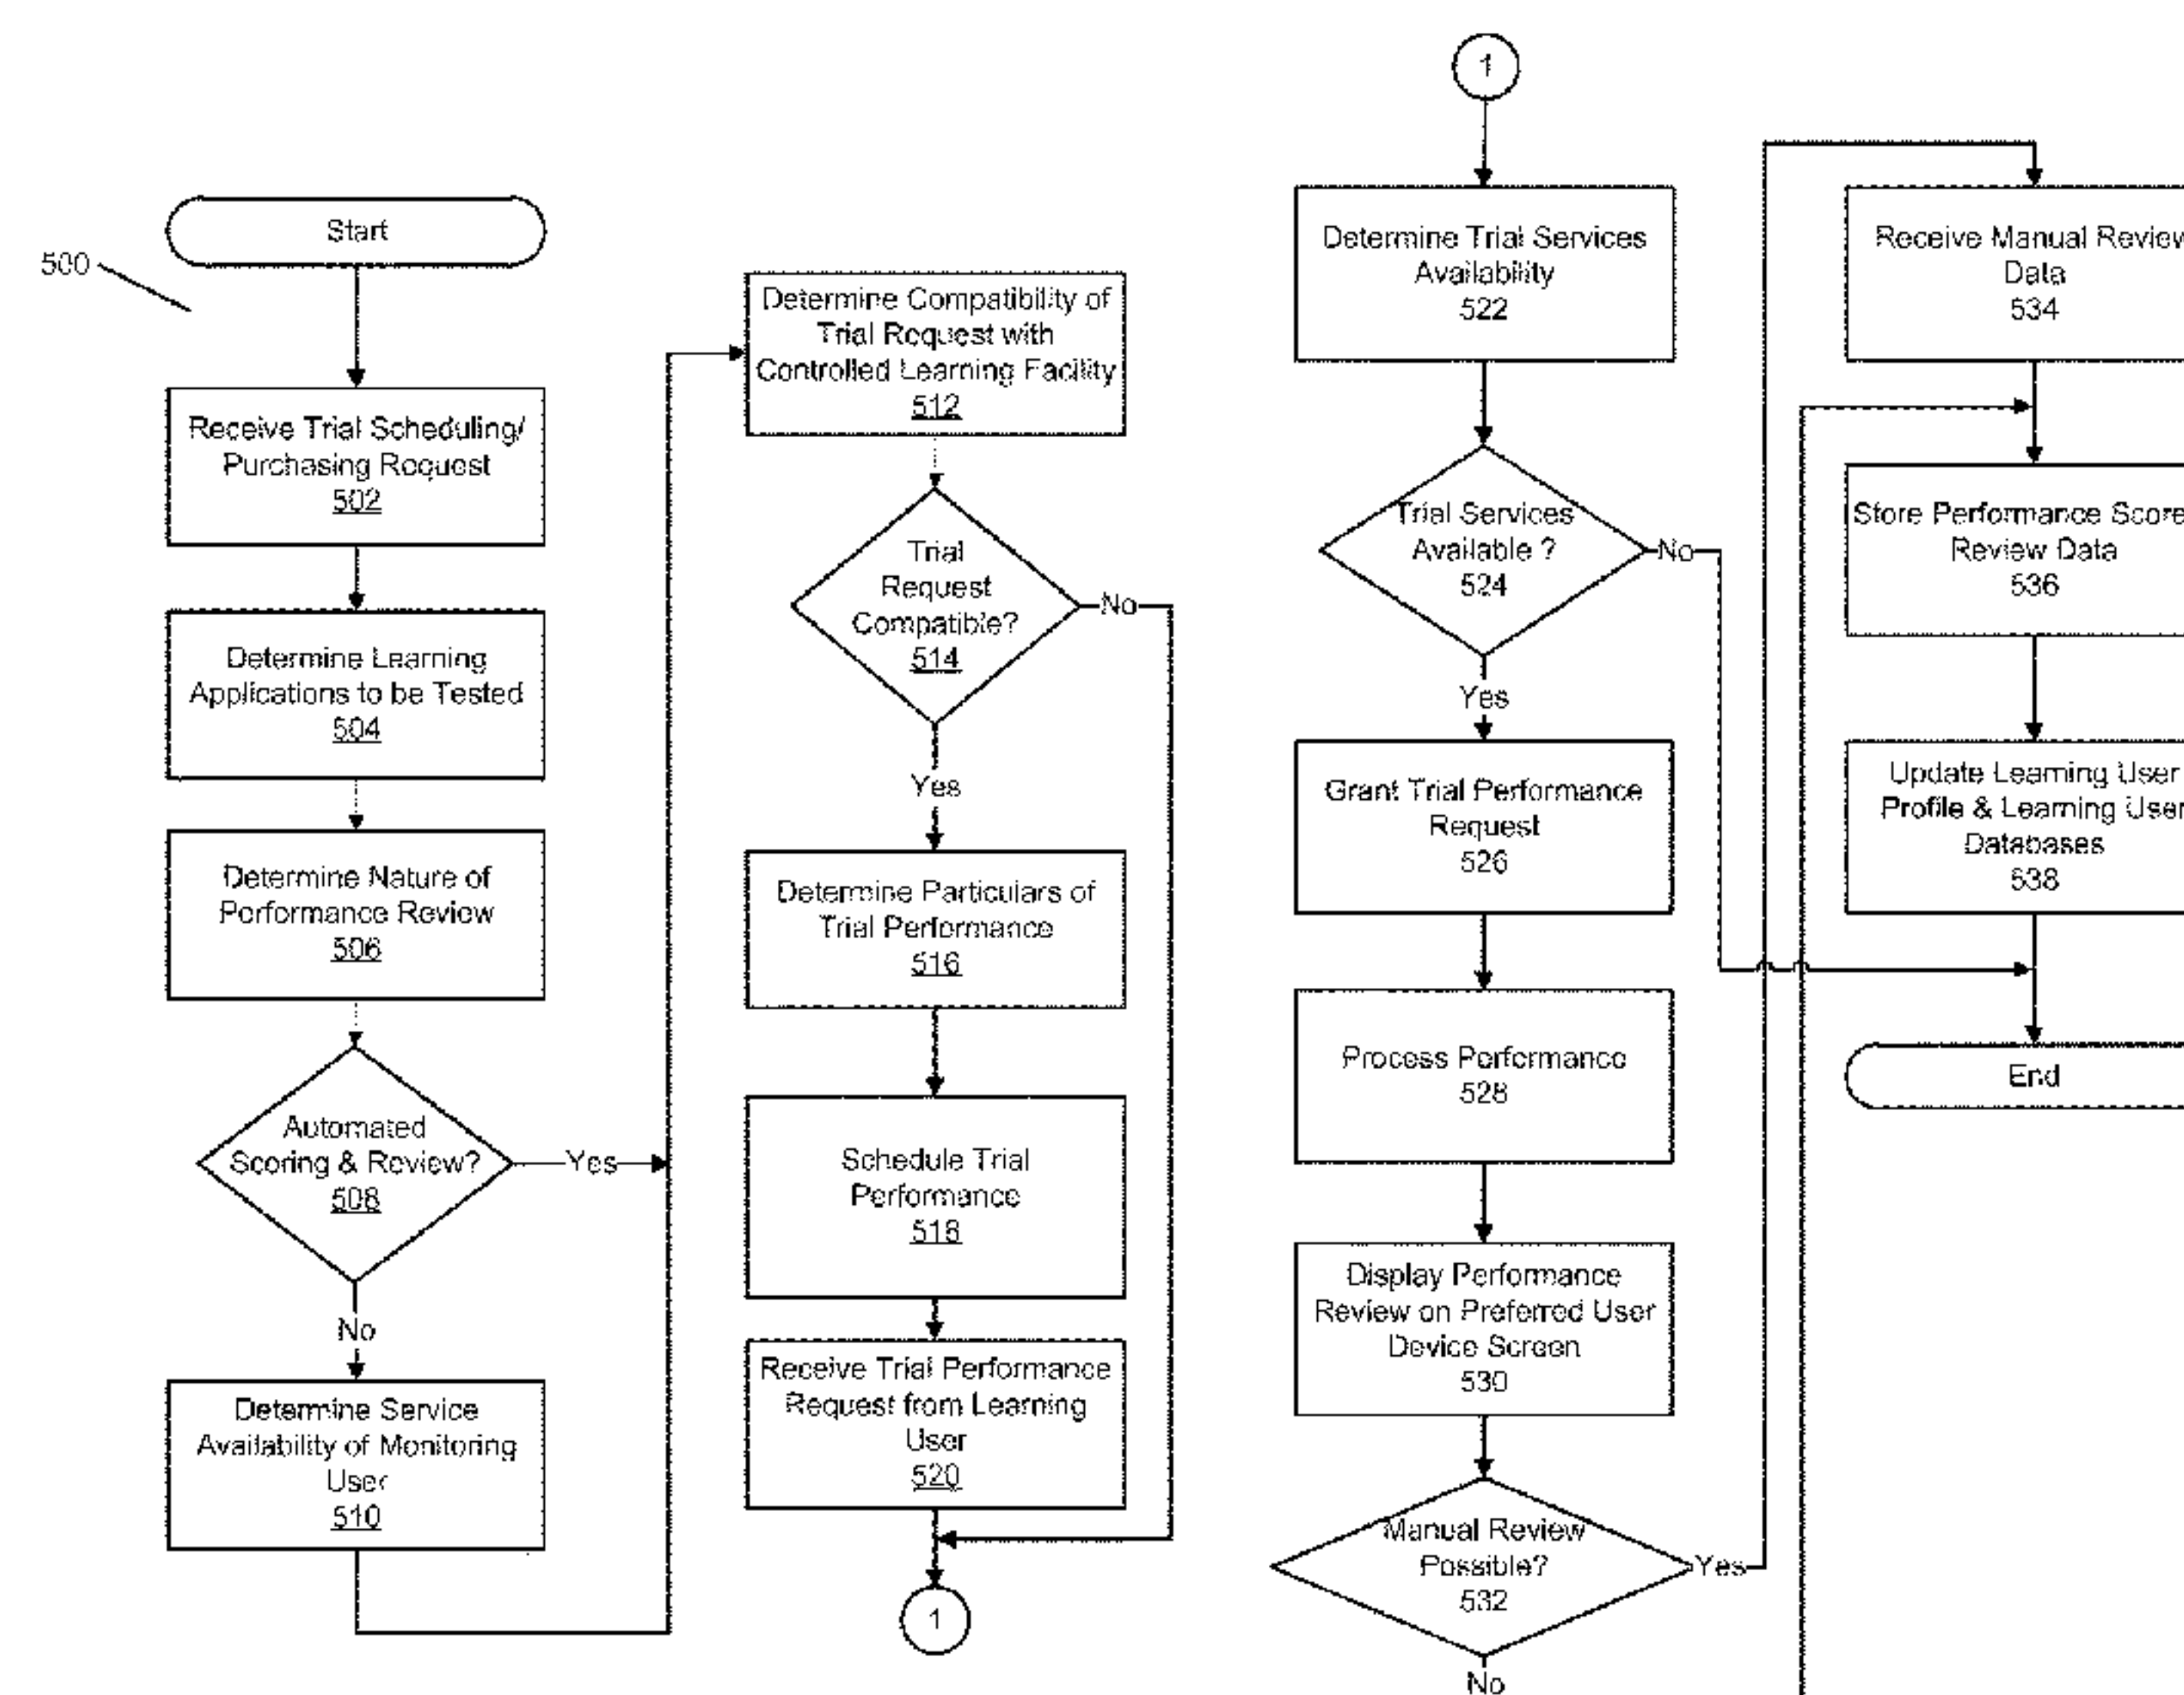 500
Start
Receive Trial Scheduling/
Purchasing Request
502
Determine Learning
Applications to be Tested
504
Determine Nature of
Performance Review
506
Automated
Scoring & Review?
508
Yes
No
Determine Service
Availability of Monitoring
User
510
Determine Compatibility of
Trial Request with
Controlled Learning Facility
512
Trial
Request
Compatible?
514
No
Yes
Determine Particulars of
Trial Performance
516
Schedule Trial
Performance
518
Receive Trial Performance
Request from Learning
User
520
1
1
Determine Trial Services
Availability
522
Trial Services
Available ?
524
No
Yes
Grant Trial Performance
Request
526
Process Performance
528
Display Performance
Review on Preferred User
Device Screen
530
Manual Review
Possible?
532
Yes
No
Receive Manual Review
Data
534
Store Performance Score
Review Data
536
Update Learning User
Profile & Learning User
Databases
538
End